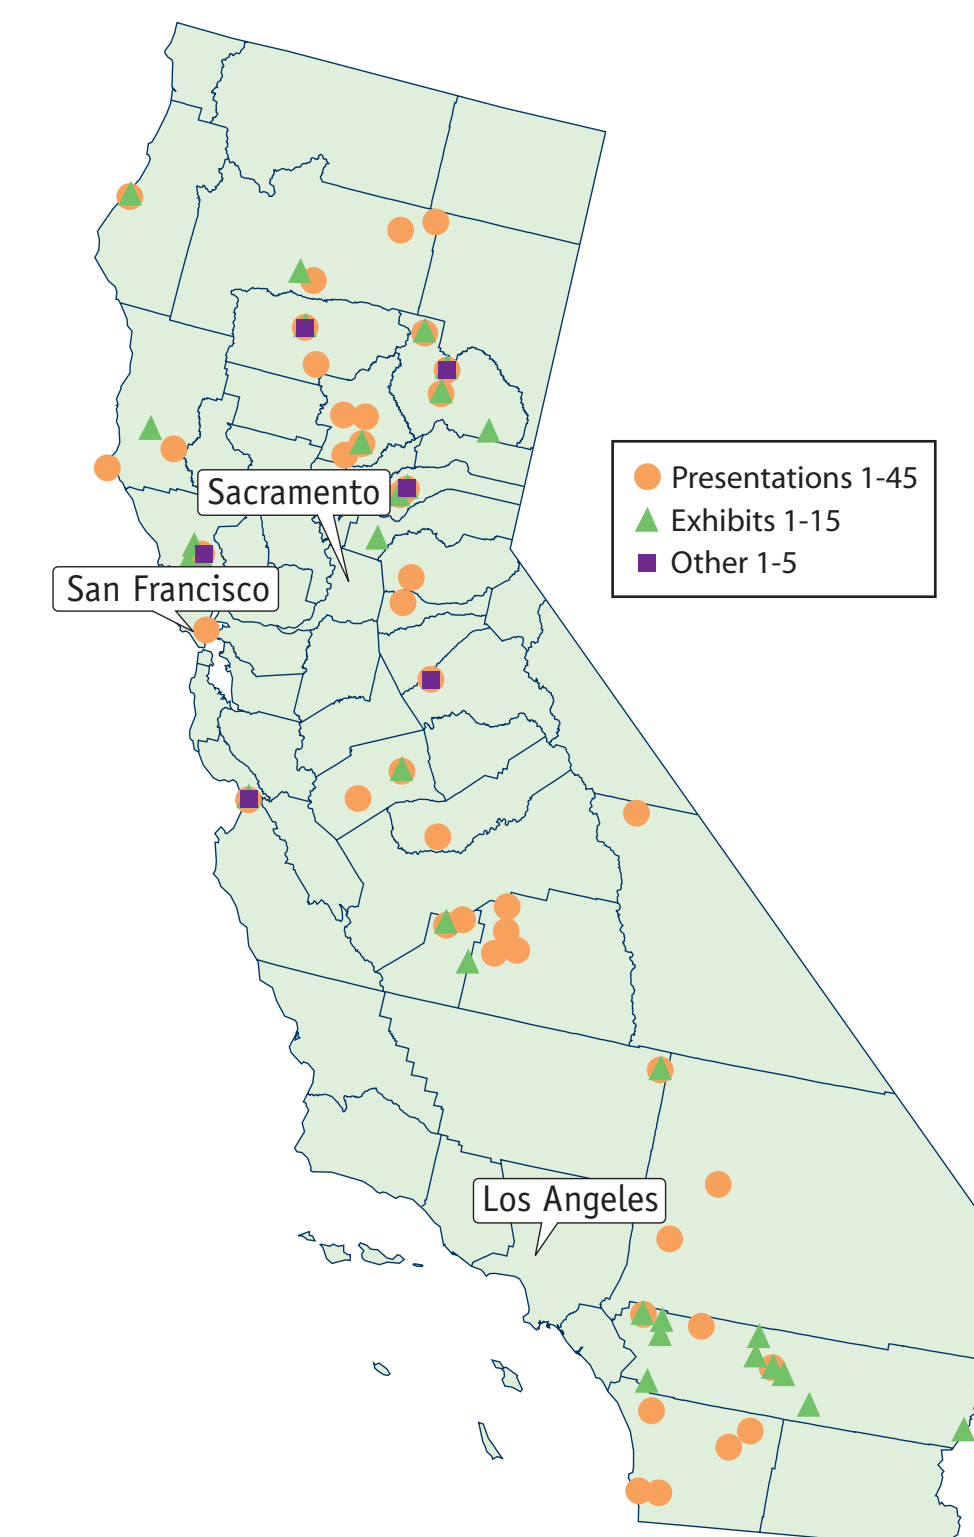 Presentations 1-45
Exhibits 1-15
Other 1-5
Sacramento
San Francisco
Los Angeles